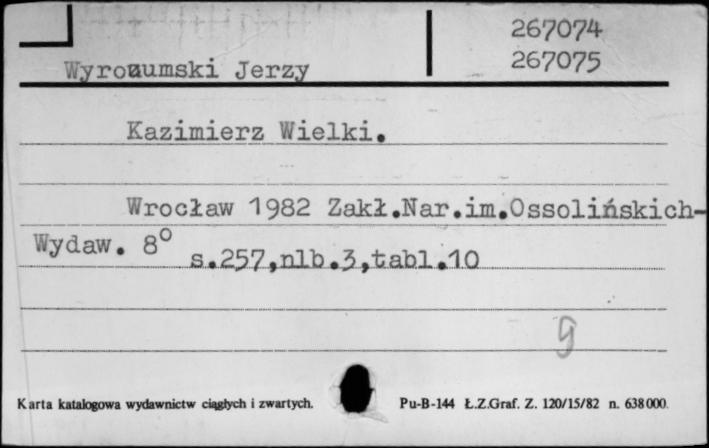 267074
267075
Wyrozumski Jerzy
Kazimierz Wielki.
Wrocław 1982 Zakł.Nar.im.Ossolińskich-
Wydaw. 8°
s.257,nlb.3,tabl.10
g
Karta katalogowa wydawnictw ciągłych i zwartych. Pu-B-144 Ł.Z.Graf. Z. 120/15/82 n. 638000.